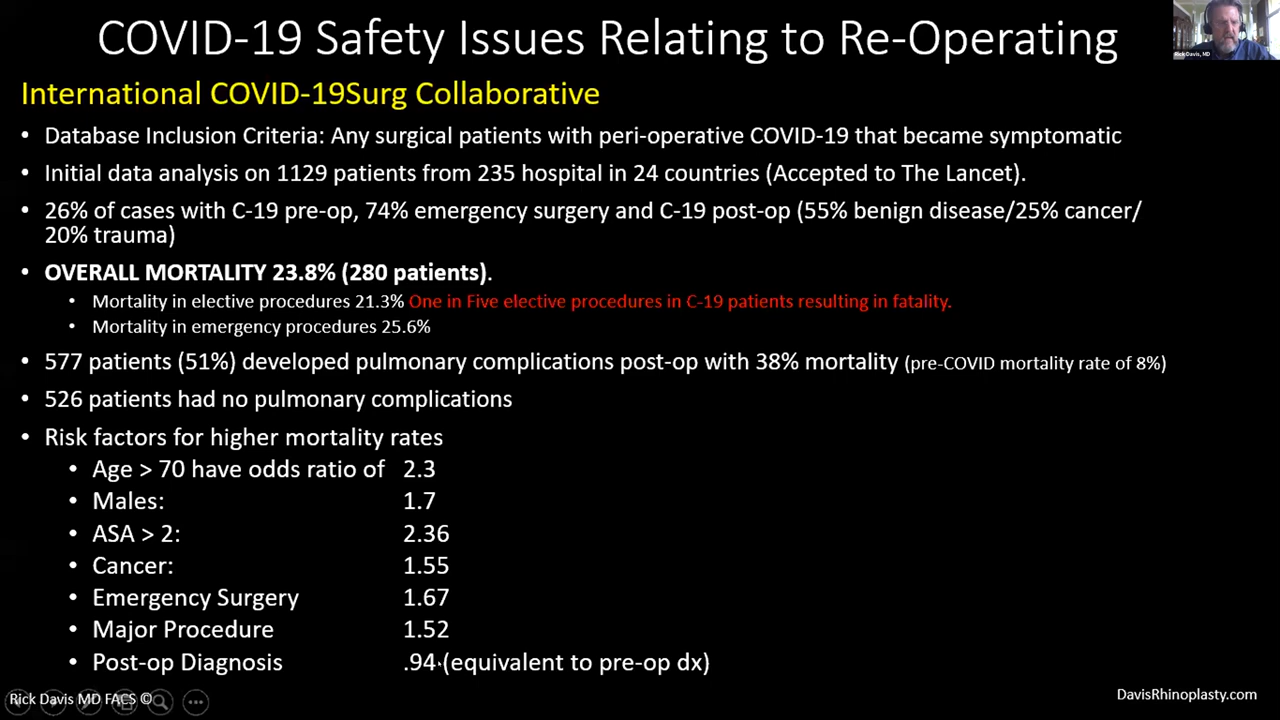 COVID-19 Safety Issues Relating to Re-Operating
Rick Davis, MD
International COVID-19Surg Collaborative
• Database Inclusion Criteria: Any surgical patients with peri-operative COVID-19 that became symptomatic
• Initial data analysis on 1129 patients from 235 hospital in 24 countries (Accepted to The Lancet).
• 26% of cases with C-19 pre-op, 74% emergency surgery and C-19 post-op (55% benign disease/25% cancer/
20% trauma)
• OVERALL MORTALITY 23.8% (280 patients).
• Mortality in elective procedures 21.3% One in Five elective procedures in C-19 patients resulting in fatality.
• Mortality in emergency procedures 25.6%
• 577 patients (51%) developed pulmonary complications post-op with 38% mortality (pre-COVID mortality rate of 8%)
• 526 patients had no pulmonary complications
• Risk factors for higher mortality rates
• Age > 70 have odds ratio of 2.3
• Males: 1.7
• ASA > 2: 2.36
• Cancer: 1.55
• Emergency Surgery 1.67
• Major Procedure 1.52
• Post-op Diagnosis .94 (equivalent to pre-op dx)
Rick Davis MD FACS ©
DavisRhinoplasty.com